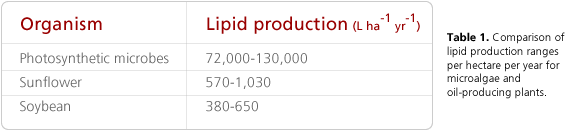 Organism Lipid production (L ha⁻¹ yr⁻¹)
Photosynthetic microbes 72,000-130,000
Sunflower 570-1,030
Soybean 380-650
Table 1. Comparison of
lipid production ranges
per hectare per year for
microalgae and
oil-producing plants.